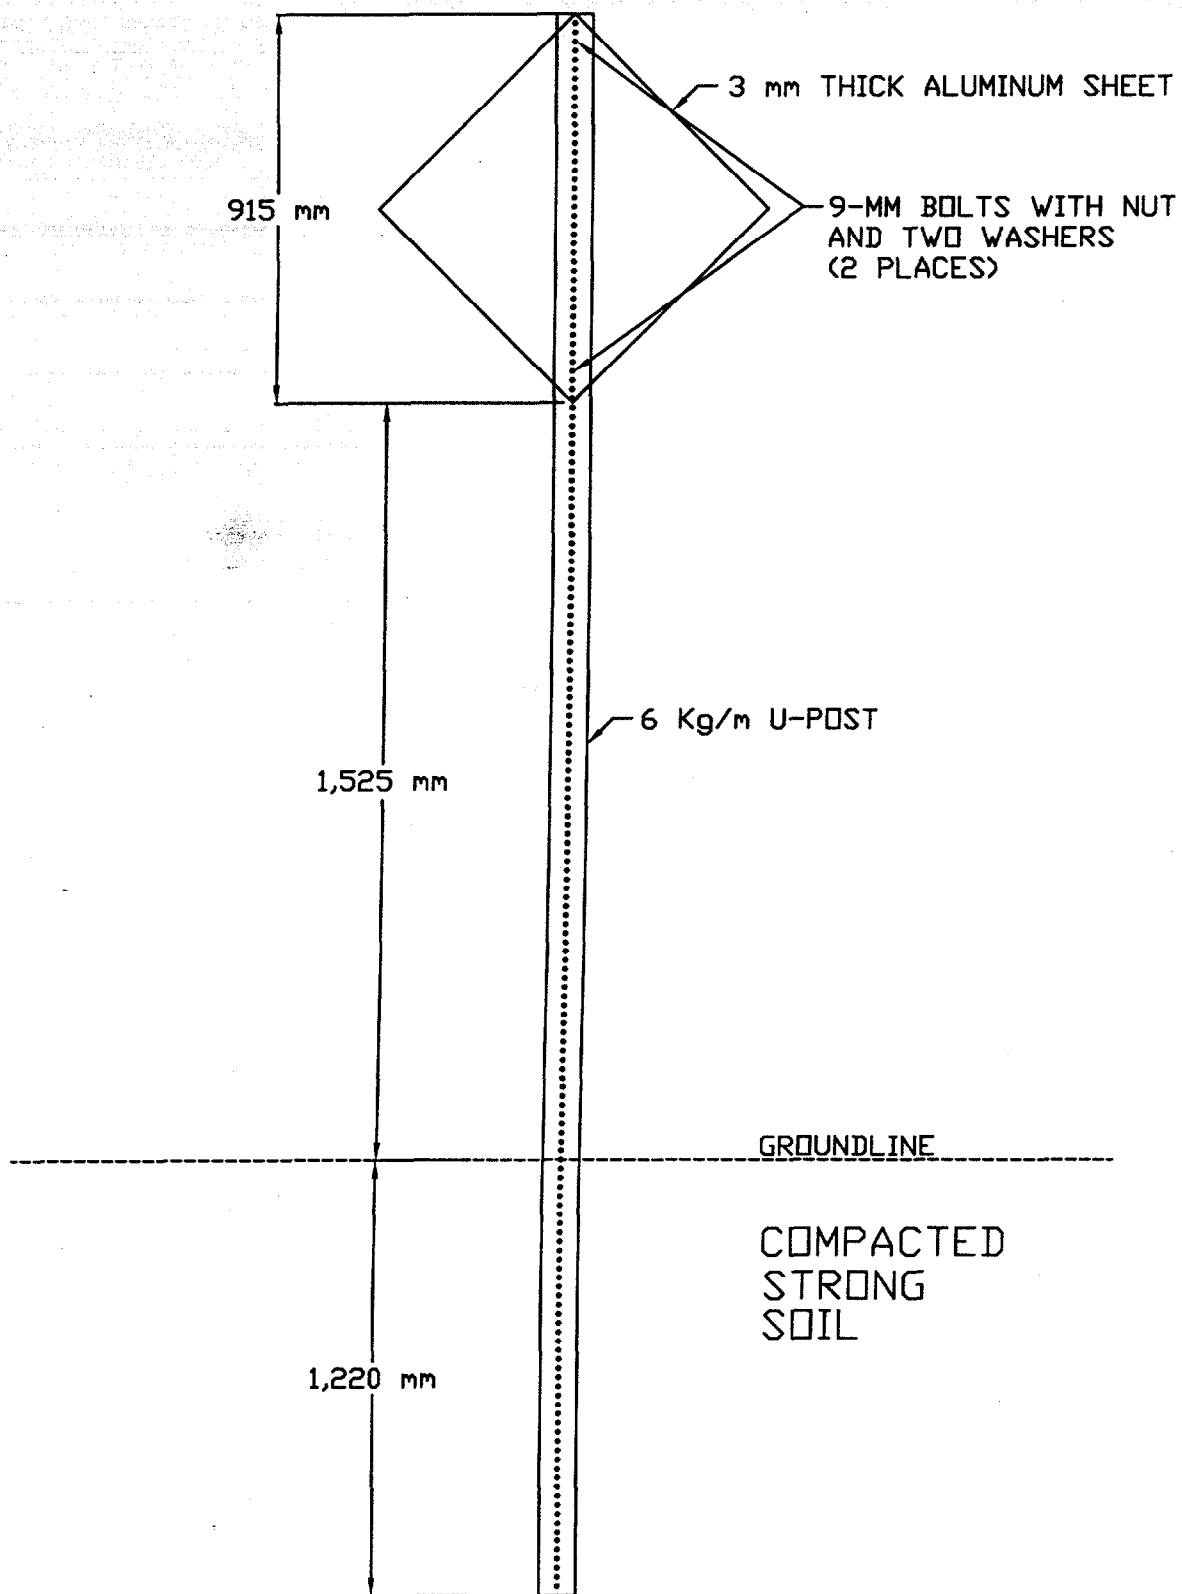 3 mm THICK ALUMINUM SHEET
915 mm
9-MM BOLTS WITH NUT
AND TWO WASHERS
(2 PLACES)
6 Kg/m U-POST
1,525 mm
GROUNDLINE
COMPACTED
STRONG
SOIL
1,220 mm